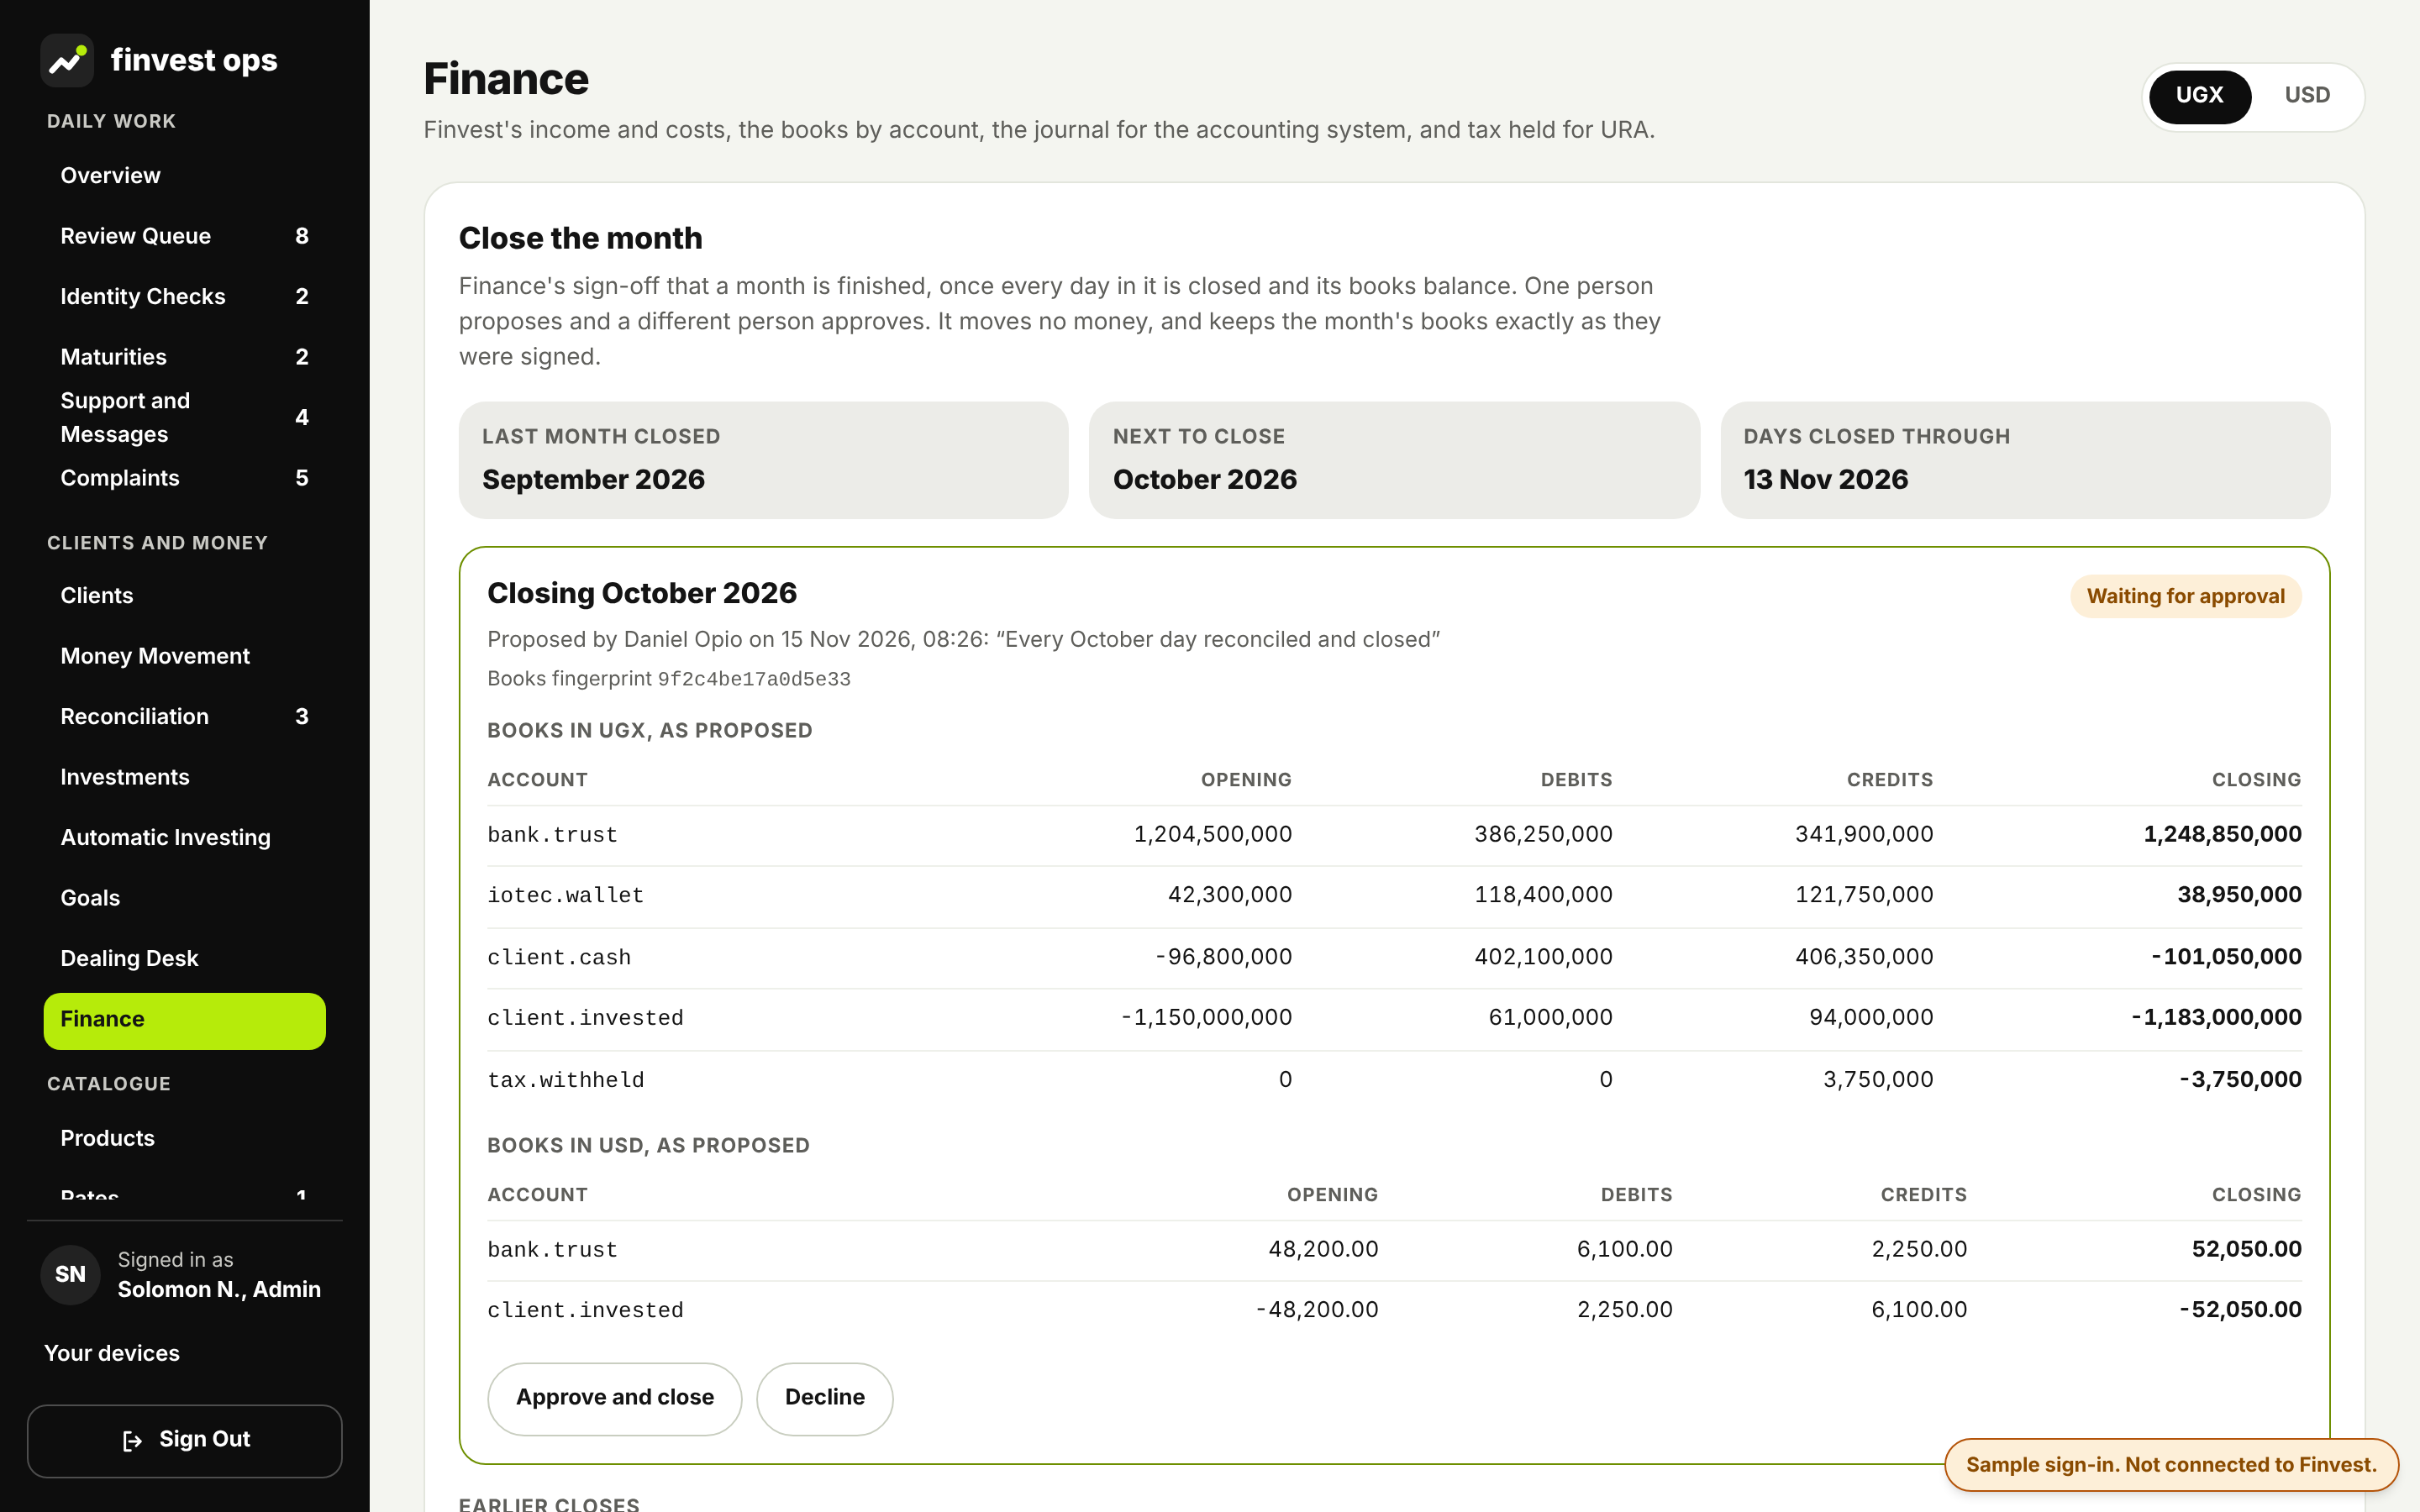 finvest ops
DAILY WORK
Overview
Review Queue 8
Identity Checks 2
Maturities 2
Support and
Messages 4
Complaints 5
CLIENTS AND MONEY
Clients
Money Movement
Reconciliation 3
Investments
Automatic Investing
Goals
Dealing Desk
Finance
CATALOGUE
Products
Rates 1
SN
Signed in as
Solomon N., Admin
Your devices
Sign Out
Finance
Finvest's income and costs, the books by account, the journal for the accounting system, and tax held for URA.
UGX USD
Close the month
Finance's sign-off that a month is finished, once every day in it is closed and its books balance. One person
proposes and a different person approves. It moves no money, and keeps the month's books exactly as they
were signed.
LAST MONTH CLOSED
September 2026
NEXT TO CLOSE
October 2026
DAYS CLOSED THROUGH
13 Nov 2026
Closing October 2026
Waiting for approval
Proposed by Daniel Opio on 15 Nov 2026, 08:26: “Every October day reconciled and closed”
Books fingerprint 9f2c4be17a0d5e33
BOOKS IN UGX, AS PROPOSED
ACCOUNT OPENING DEBITS CREDITS CLOSING
bank.trust 1,204,500,000 386,250,000 341,900,000 1,248,850,000
iotec.wallet 42,300,000 118,400,000 121,750,000 38,950,000
client.cash -96,800,000 402,100,000 406,350,000 -101,050,000
client.invested -1,150,000,000 61,000,000 94,000,000 -1,183,000,000
tax.withheld 0 0 3,750,000 -3,750,000
BOOKS IN USD, AS PROPOSED
ACCOUNT OPENING DEBITS CREDITS CLOSING
bank.trust 48,200.00 6,100.00 2,250.00 52,050.00
client.invested -48,200.00 2,250.00 6,100.00 -52,050.00
Approve and close
Decline
EARLIER CLOSES
Sample sign-in. Not connected to Finvest.